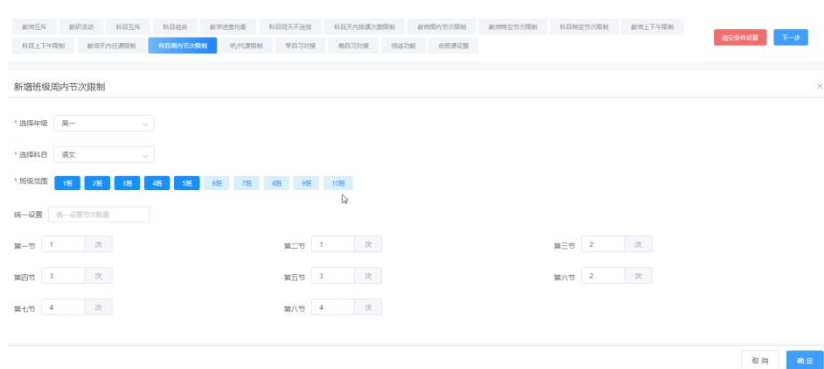 教师互斥 教研活动 科目互斥 科目组合 教学进度均衡 科目隔天不连排 科目天内排课次数限制 教师周内节次限制 教师特定节次限制 科目特定节次限制 教师上下午限制
科目上下午限制 教师天内任课限制 科目周内节次限制 职/代课限制 早自习对接 晚自习对接 合班课设置
清空条件设置 下一步
新增班级周内节次限制
* 选择年级 高一
* 选择科目 语文
* 班级范围 1班 2班 3班 4班 5班 6班 7班 8班 9班 10班
统一设置 统一设置节次数据
第一节 1 次 第二节 1 次 第三节 2 次
第四节 3 次 第五节 3 次 第六节 2 次
第七节 4 次 第八节 4 次
取消 确定